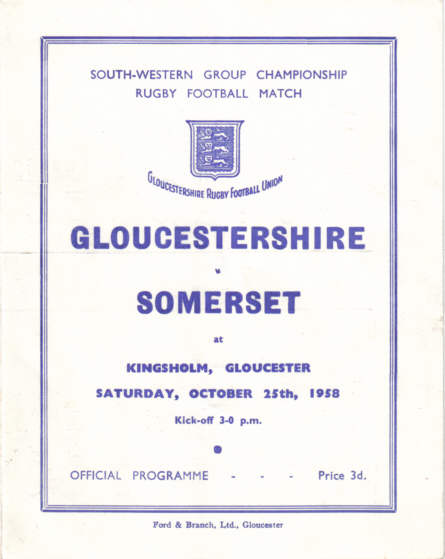 SOUTH-WESTERN GROUP CHAMPIONSHIP
RUGBY FOOTBALL MATCH
GLOUCESTERSHIRE RUGBY FOOTBALL UNION
GLOUCESTERSHIRE
v
SOMERSET
at
KINGSHOLM, GLOUCESTER
SATURDAY, OCTOBER 25th, 1958
Kick-off 3-0 p.m.
OFFICIAL PROGRAMME - - - Price 3d.
Ford & Branch, Ltd., Gloucester